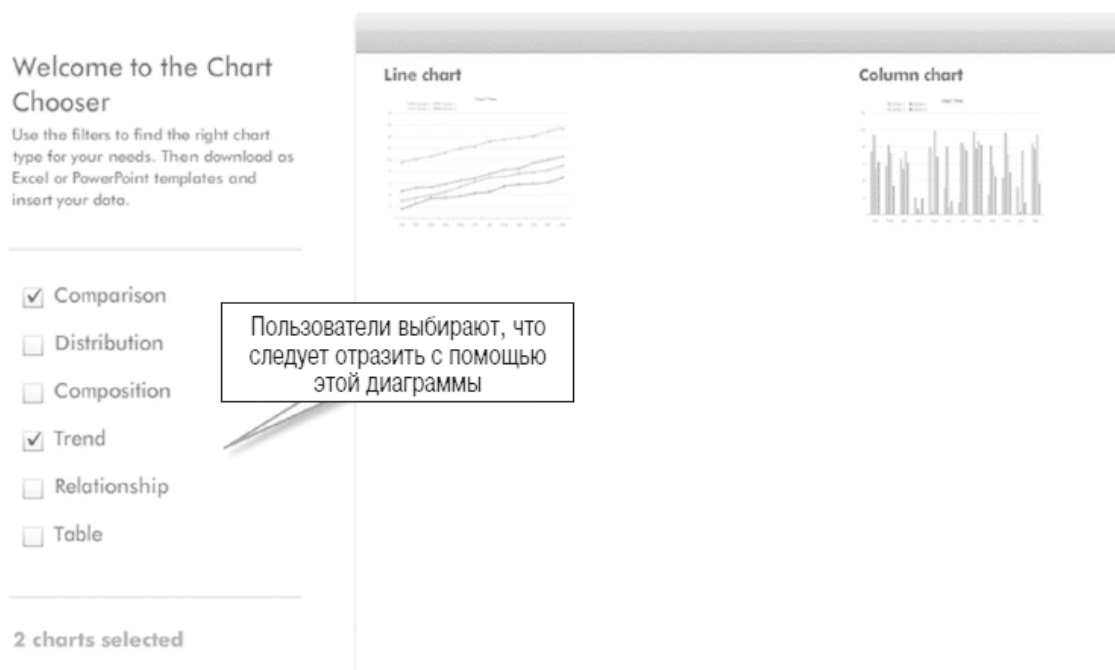 Welcome to the Chart
Chooser
Use the filters to find the right chart
type for your needs. Then download as
Excel or PowerPoint templates and
insert your data.
Comparison
Distribution
Composition
Trend
Relationship
Table
2 charts selected
Пользователи выбирают, что
следует отразить с помощью
этой диаграммы
Line chart
Column chart